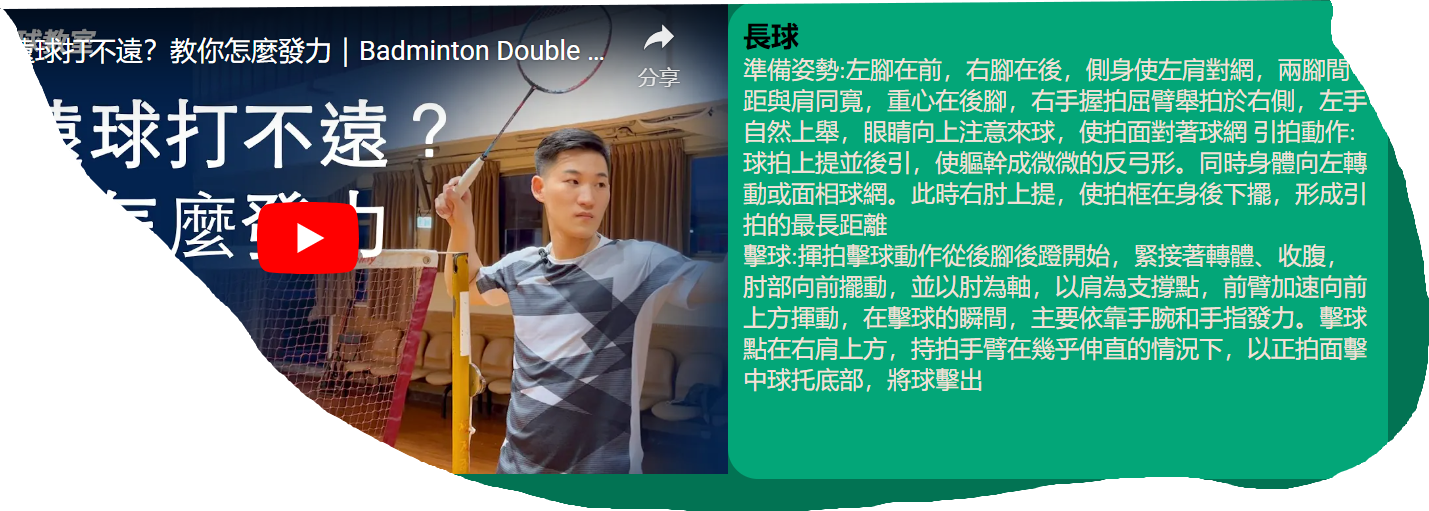 球打不遠？教你怎麼發力｜Badminton Double ...
分享
球打不遠？
怎麼發力
長球
準備姿勢:左腳在前，右腳在後，側身使左肩對網，兩腳間
距與肩同寬，重心在後腳，右手握拍屈臂舉拍於右側，左手
自然上舉，眼睛向上注意來球，使拍面對著球網 引拍動作:
球拍上提並後引，使軀幹成微微的反弓形。同時身體向左轉
動或面相球網。此時右肘上提，使拍框在身後下擺，形成引
拍的最長距離
擊球:揮拍擊球動作從後腳後蹬開始，緊接著轉體、收腹，
肘部向前擺動，並以肘為軸，以肩為支撐點，前臂加速向前
上方揮動，在擊球的瞬間，主要依靠手腕和手指發力。擊球
點在右肩上方，持拍手臂在幾乎伸直的情況下，以正拍面擊
中球托底部，將球擊出